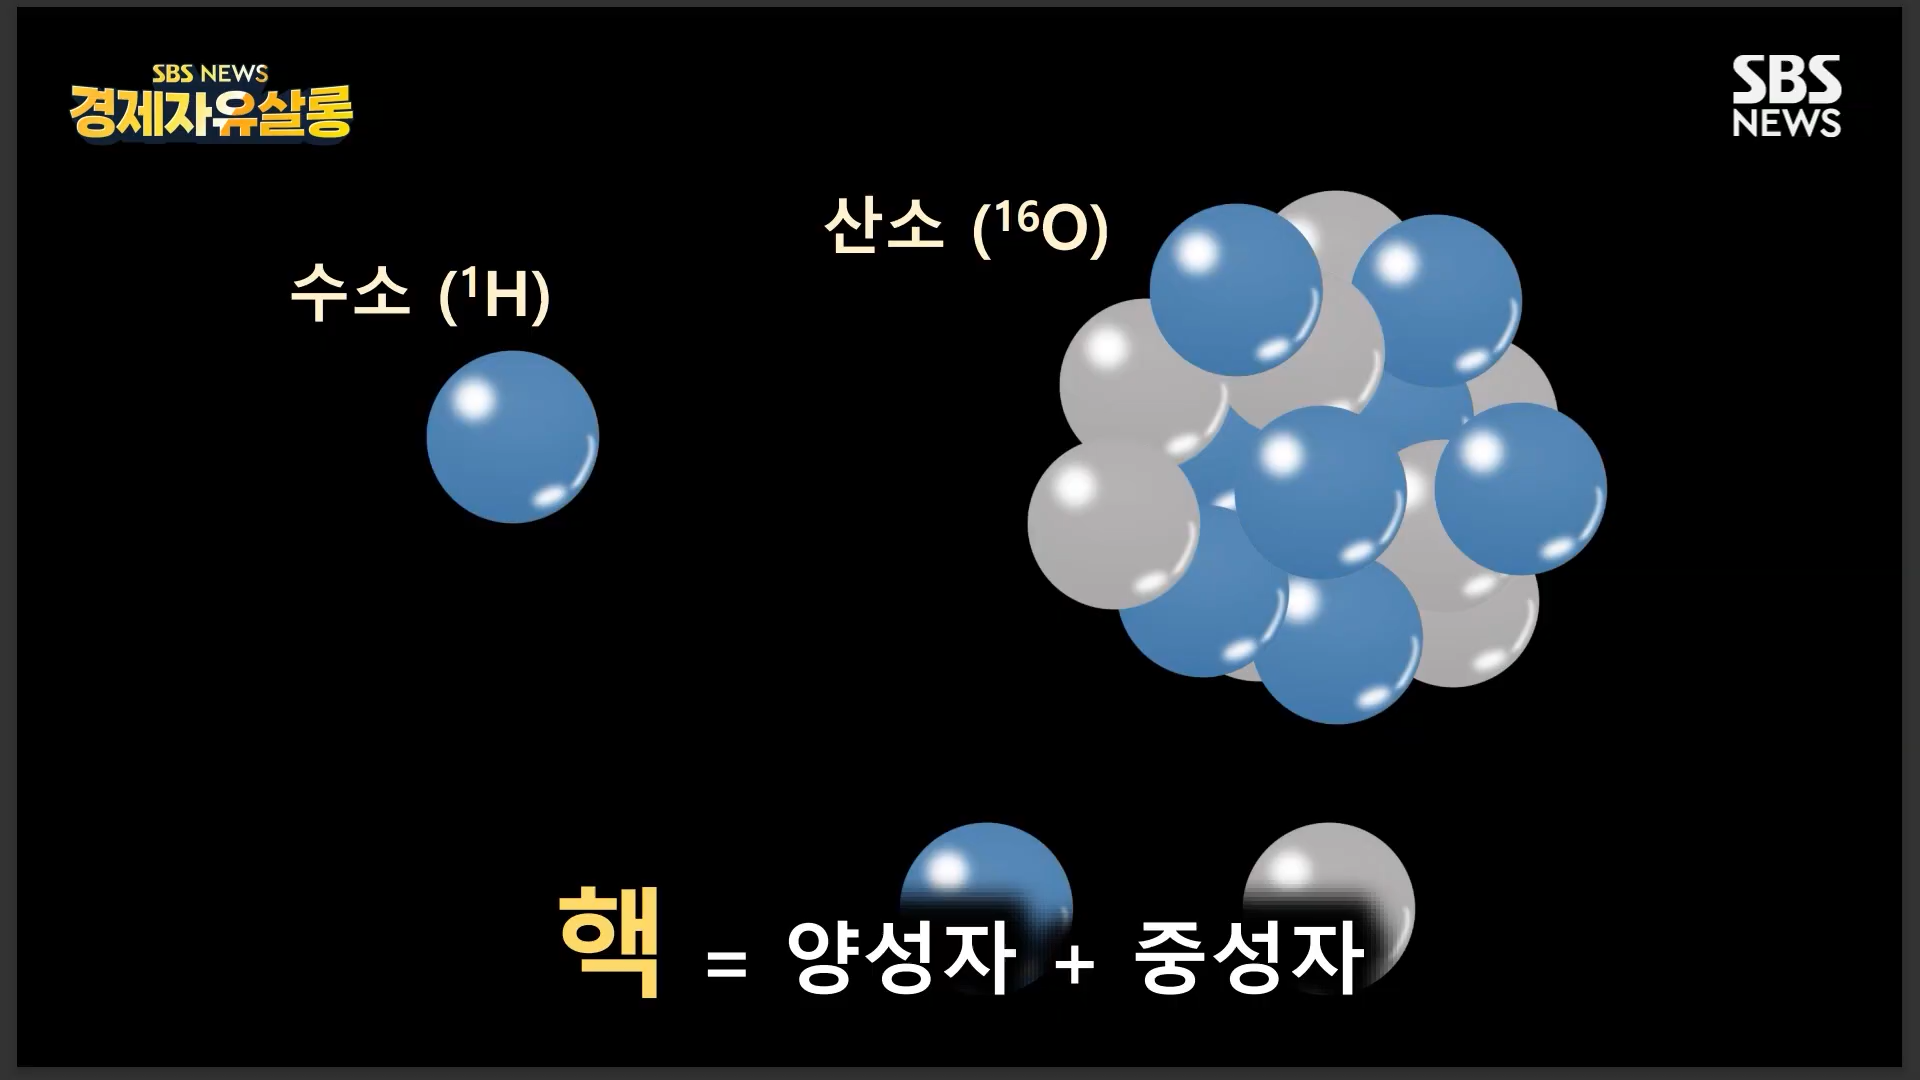 SBS NEWS
경제자유살롱
SBS
NEWS
산소 (¹⁶O)
수소 (¹H)
핵 = 양성자 + 중성자